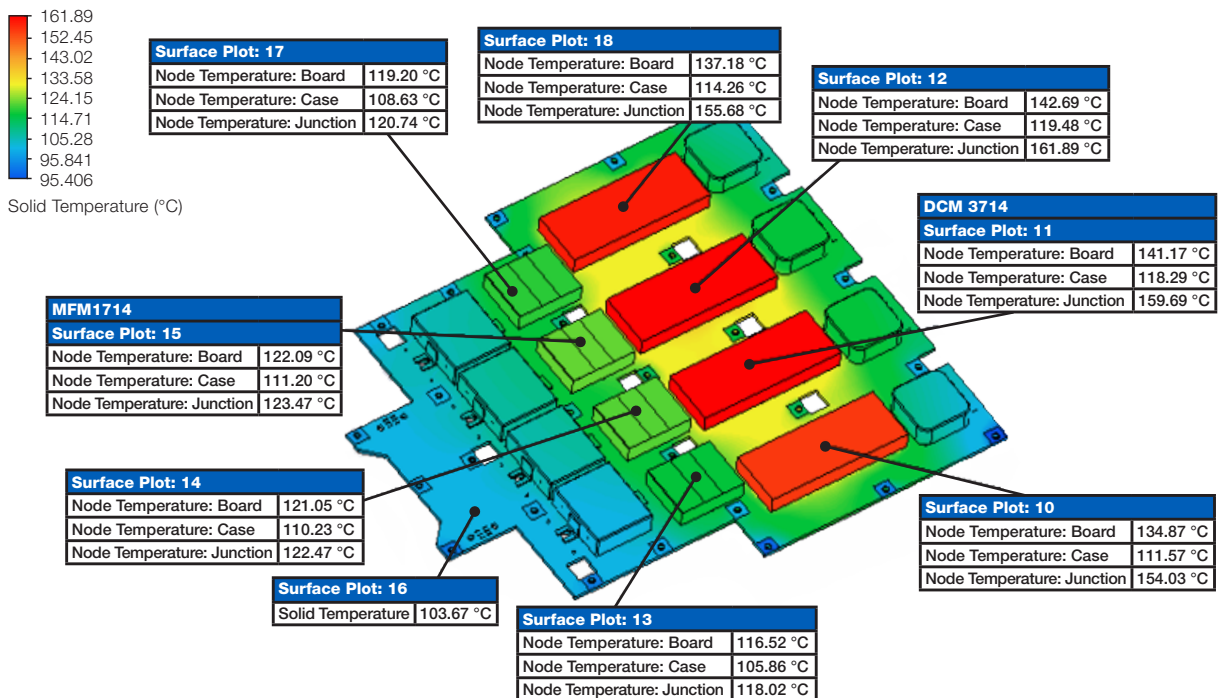 161.89
152.45
143.02
133.58
124.15
114.71
105.28
95.841
95.406
Solid Temperature (°C)
Surface Plot: 17
Node Temperature: Board 119.20 °C
Node Temperature: Case 108.63 °C
Node Temperature: Junction 120.74 °C
Surface Plot: 18
Node Temperature: Board 137.18 °C
Node Temperature: Case 114.26 °C
Node Temperature: Junction 155.68 °C
Surface Plot: 12
Node Temperature: Board 142.69 °C
Node Temperature: Case 119.48 °C
Node Temperature: Junction 161.89 °C
DCM 3714
Surface Plot: 11
Node Temperature: Board 141.17 °C
Node Temperature: Case 118.29 °C
Node Temperature: Junction 159.69 °C
MFM1714
Surface Plot: 15
Node Temperature: Board 122.09 °C
Node Temperature: Case 111.20 °C
Node Temperature: Junction 123.47 °C
Surface Plot: 14
Node Temperature: Board 121.05 °C
Node Temperature: Case 110.23 °C
Node Temperature: Junction 122.47 °C
Surface Plot: 10
Node Temperature: Board 134.87 °C
Node Temperature: Case 111.57 °C
Node Temperature: Junction 154.03 °C
Surface Plot: 16
Solid Temperature 103.67 °C
Surface Plot: 13
Node Temperature: Board 116.52 °C
Node Temperature: Case 105.86 °C
Node Temperature: Junction 118.02 °C